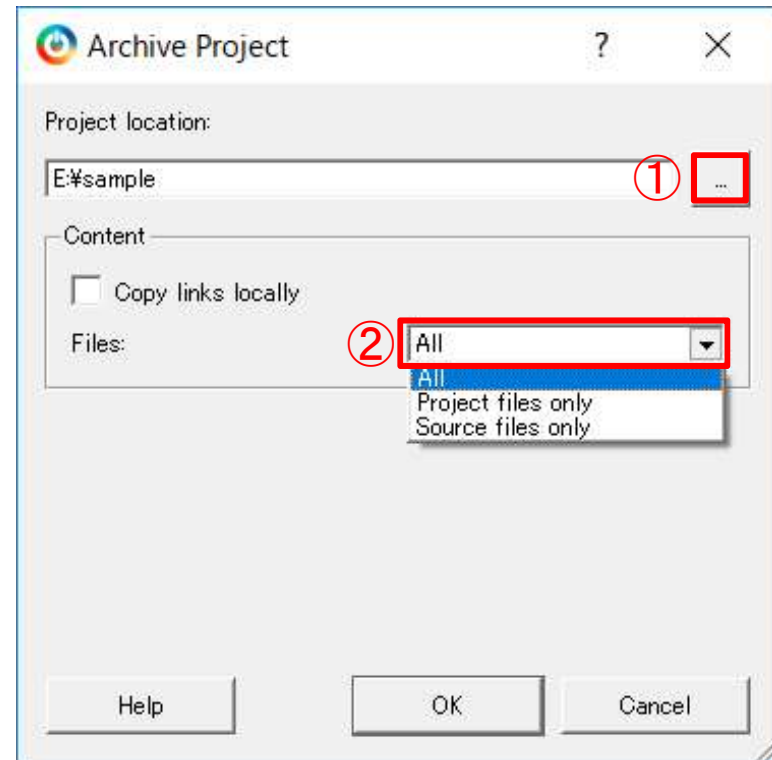 Archive Project
Project location:
E:¥sample
① ...
Content
Copy links locally
Files: ② All
All
Project files only
Source files only
Help OK Cancel